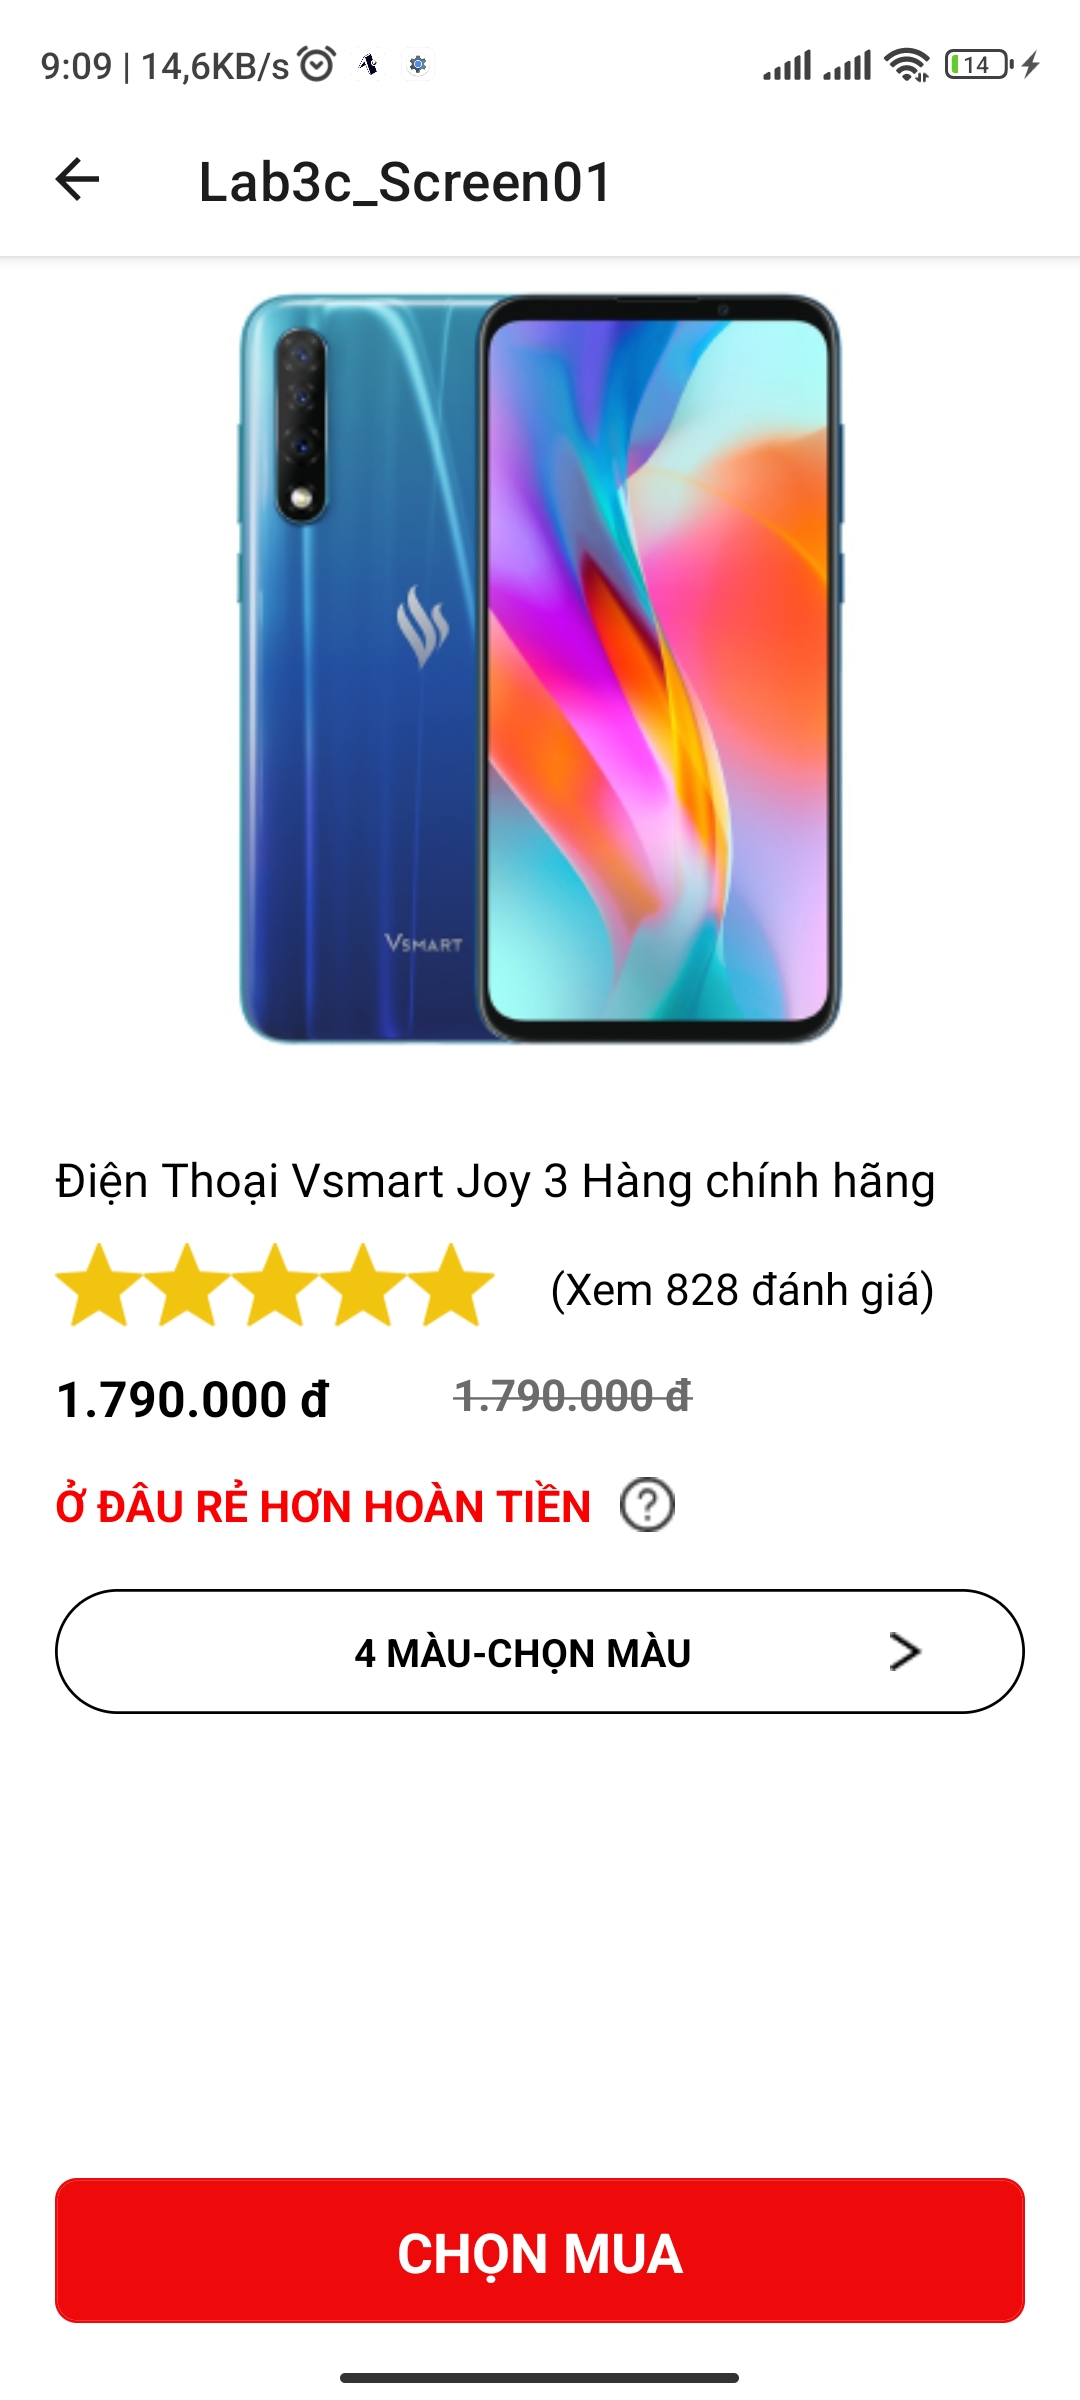 9:09 | 14,6KB/s
14
Lab3c_Screen01
VSMART
Điện Thoại Vsmart Joy 3 Hàng chính hãng
(Xem 828 đánh giá)
1.790.000 đ 1.790.000 đ
Ở ĐÂU RẺ HƠN HOÀN TIỀN ?
4 MÀU-CHỌN MÀU >
CHỌN MUA